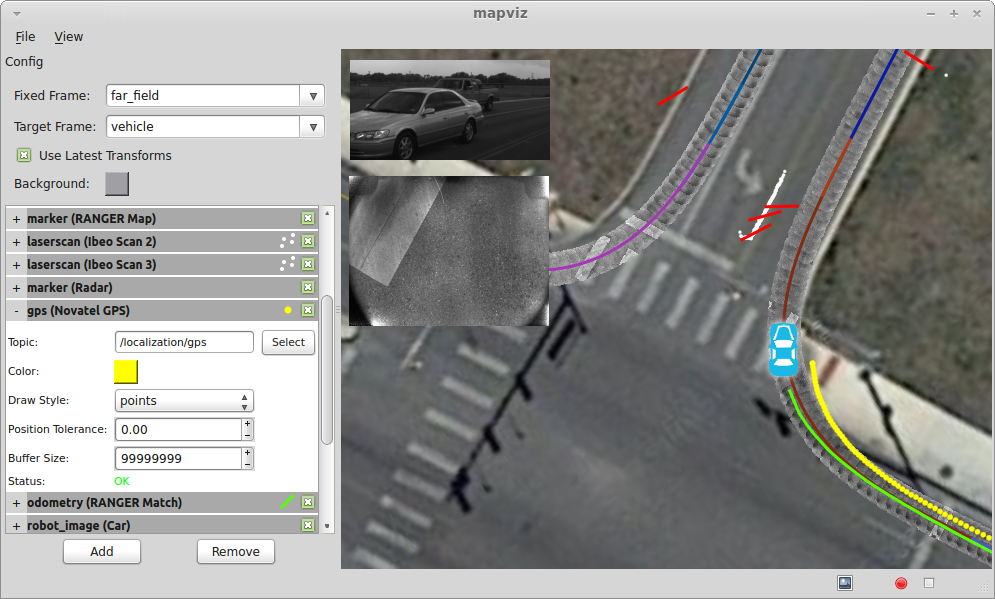 mapviz
File View
Config
Fixed Frame: far_field
Target Frame: vehicle
Use Latest Transforms
Background:
+ marker (RANGER Map)
+ laserscan (Ibeo Scan 2)
+ laserscan (Ibeo Scan 3)
+ marker (Radar)
- gps (Novatel GPS)
Topic: /localization/gps Select
Color:
Draw Style: points
Position Tolerance: 0.00
Buffer Size: 99999999
Status: OK
+ odometry (RANGER Match)
+ robot_image (Car)
Add Remove